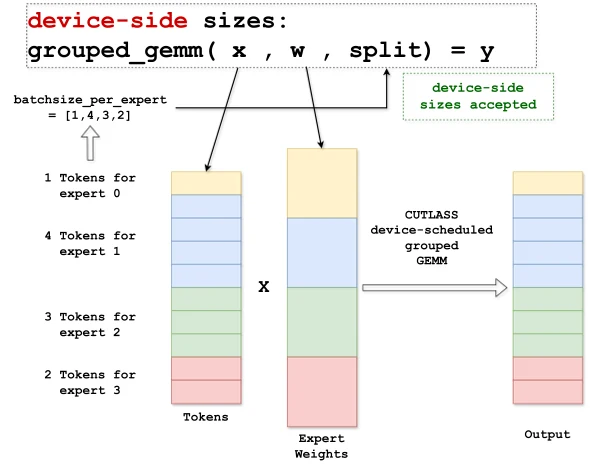 device-side sizes:
grouped_gemm( x , w , split) = y
device-side
sizes accepted
batchsize_per_expert
= [1,4,3,2]
1 Tokens for
expert 0
4 Tokens for
expert 1
3 Tokens for
expert 2
2 Tokens for
expert 3
X
CUTLASS
device-scheduled
grouped
GEMM
Tokens
Expert
Weights
Output